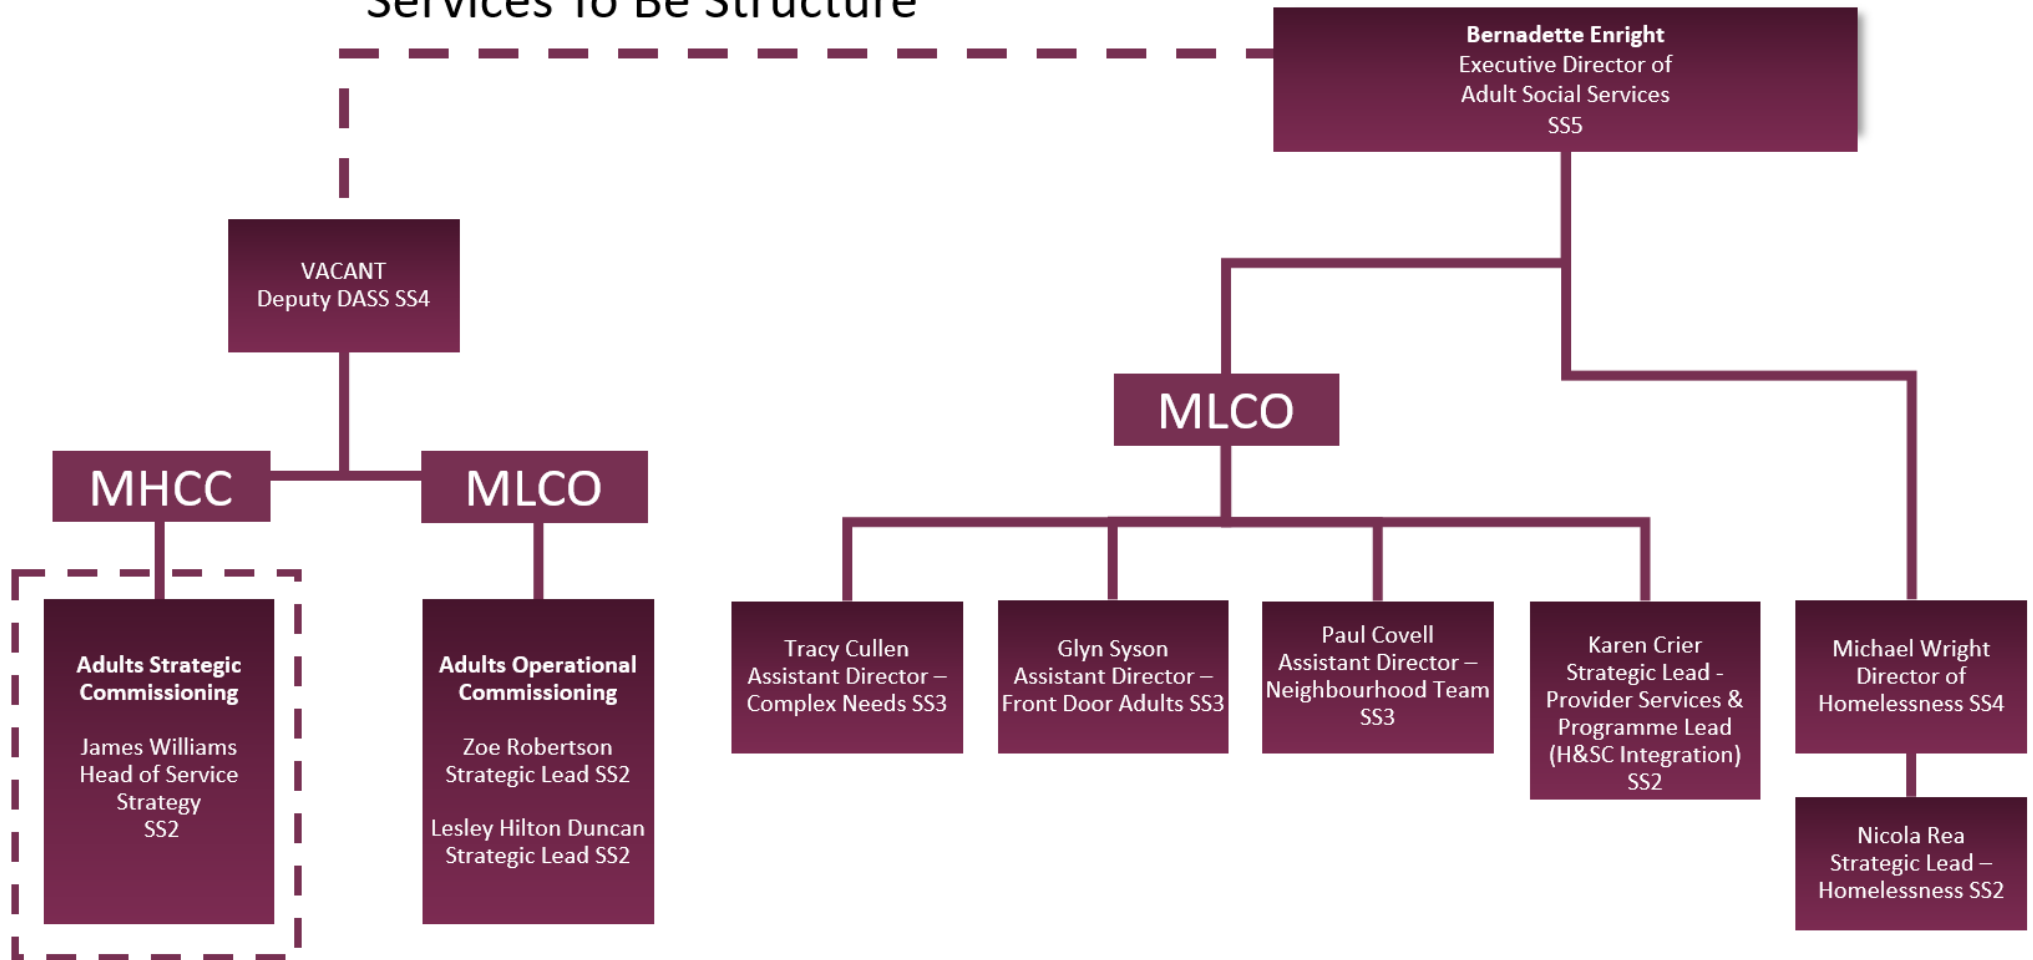 Services To Be Structure
Bernadette Enright
Executive Director of
Adult Social Services
SS5
VACANT
Deputy DASS SS4
MHCC
MLCO
MLCO
Adults Strategic
Commissioning
James Williams
Head of Service
Strategy
SS2
Adults Operational
Commissioning
Zoe Robertson
Strategic Lead SS2
Lesley Hilton Duncan
Strategic Lead SS2
Tracy Cullen
Assistant Director –
Complex Needs SS3
Glyn Syson
Assistant Director –
Front Door Adults SS3
Paul Covell
Assistant Director –
Neighbourhood Team
SS3
Karen Crier
Strategic Lead -
Provider Services &
Programme Lead
(H&SC Integration)
SS2
Michael Wright
Director of
Homelessness SS4
Nicola Rea
Strategic Lead –
Homelessness SS2